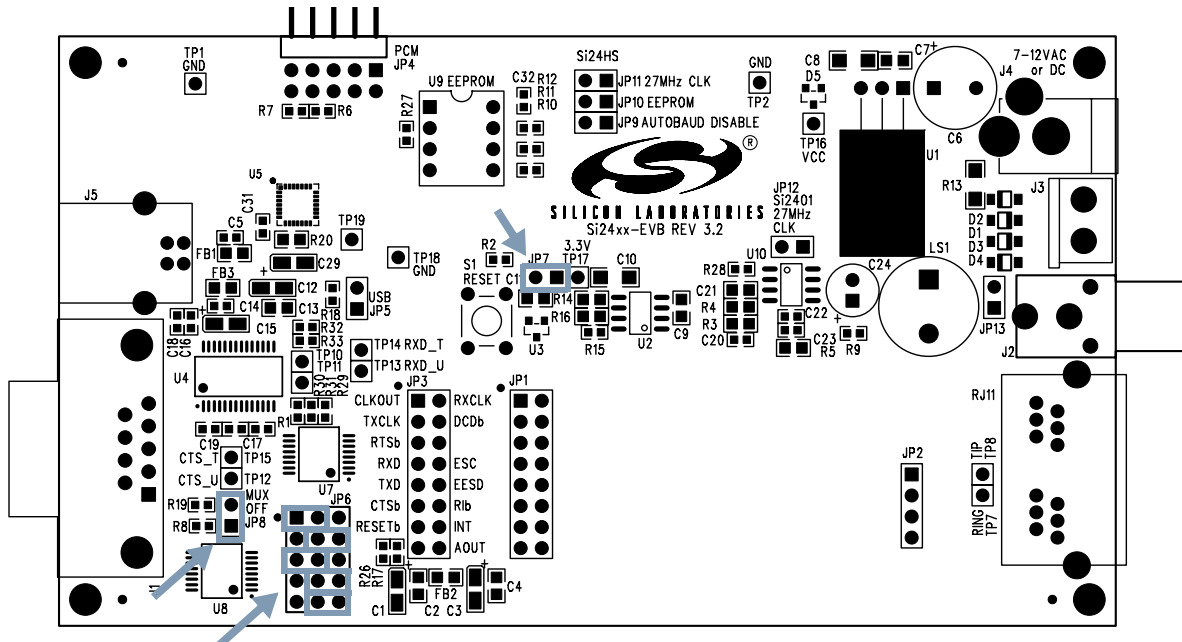 TP1
GND
PCM
JP4
R7
R6
R27
U9 EEPROM
C32
R12
R11
R10
Si24HS
JP11 27MHz CLK
JP10 EEPROM
JP9 AUTOBAUD DISABLE
GND
TP2
C8
C7
+
D5
TP16
VCC
U1
C6
7-12VAC
or DC
J4
R13
J3
D2
D1
D3
D4
®
SILICON LABORATORIES
Si24xx-EVB REV 3.2
JP12
Si2401
27MHz
CLK
U10
J5
U5
C31
C5
FB1
R20
TP19
C29
+
FB3
C12
+
C14
C13
C15
+
C18
C16
R18
USB
JP5
TP18
GND
R2
S1
RESET
JP7
3.3V
TP17
C10
R14
R16
R15
U3
U2
C9
R28
C21
R4
R3
C20
C22
C23
R5
R9
+
C24
LS1
JP13
J2
R32
R33
TP10
TP11
TP14 RXD_T
TP13 RXD_U
U4
R30
R31
R29
R1
C19
C17
CTS_T
TP15
CTS_U
TP12
R19
R8
MUX
OFF
JP8
U7
U8
JP6
JP3
CLKOUT
RXCLK
TXCLK
DCDb
RTSb
RXD
ESC
TXD
EESD
CTSb
RIb
RESETb
INT
AOUT
JP1
R26
R17
C1
+
C2
FB2
C3
+
C4
JP2
RJ11
TIP
TP8
RING
TP7